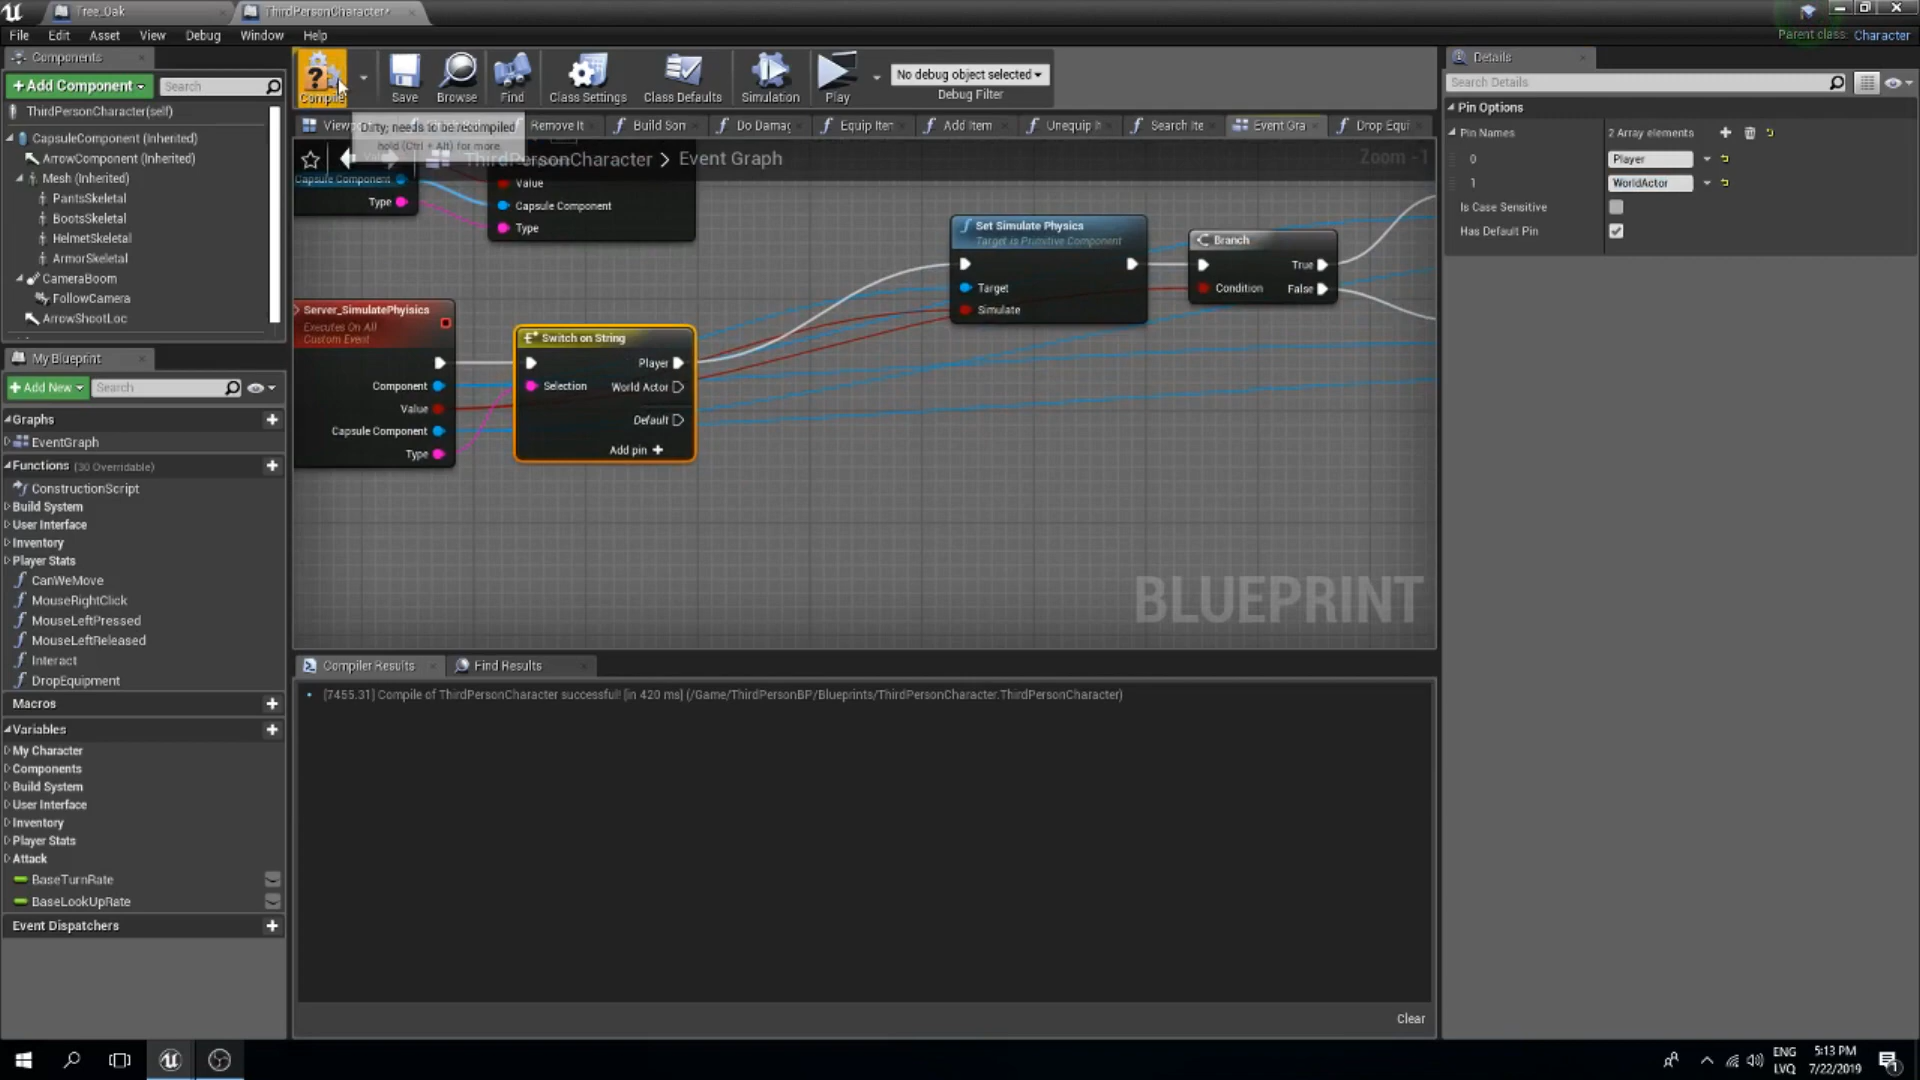 Tree_Oak
ThirdPersonCharacter*
File Edit Asset View Debug Window Help
Parent class: Character
Components
+Add Component
Search
ThirdPersonCharacter(self)
CapsuleComponent (Inherited)
ArrowComponent (Inherited)
Mesh (Inherited)
PantsSkeletal
BootsSkeletal
HelmetSkeletal
ArmorSkeletal
CameraBoom
FollowCamera
ArrowShootLoc
My Blueprint
+Add New
Search
Graphs
EventGraph
Functions (30 Overridable)
ConstructionScript
Build System
User Interface
Inventory
Player Stats
CanWeMove
MouseRightClick
MouseLeftPressed
MouseLeftReleased
Interact
DropEquipment
Macros
Variables
My Character
Components
Build System
User Interface
Inventory
Player Stats
Attack
BaseTurnRate
BaseLookUpRate
Event Dispatchers
Compile
Save
Browse
Find
Class Settings
Class Defaults
Simulation
Play
No debug object selected
Debug Filter
Remove It
Build Son
Do Damag
Equip Iten
Add Item
Unequip It
Search Ite
Event Gra
Drop Equi
Dirty; needs to be recompiled
hold (Ctrl + Alt) for more.
ThirdPersonCharacter > Event Graph
Zoom -1
Capsule Component
Type
Value
Capsule Component
Type
Server_SimulatePhyisics
Executes On All
Custom Event
Component
Value
Capsule Component
Type
Switch on String
Player
Selection
World Actor
Default
Add pin +
Set Simulate Physics
Target is Primitive Component
Target
Simulate
Branch
True
Condition
False
BLUEPRINT
Compiler Results
Find Results
[7455.31] Compile of ThirdPersonCharacter successful! [in 420 ms] (/Game/ThirdPersonBP/Blueprints/ThirdPersonCharacter.ThirdPersonCharacter)
Clear
Details
Search Details
Pin Options
Pin Names
2 Array elements
0
Player
1
WorldActor
Is Case Sensitive
Has Default Pin
ENG
LVQ
5:13 PM
7/22/2019
1